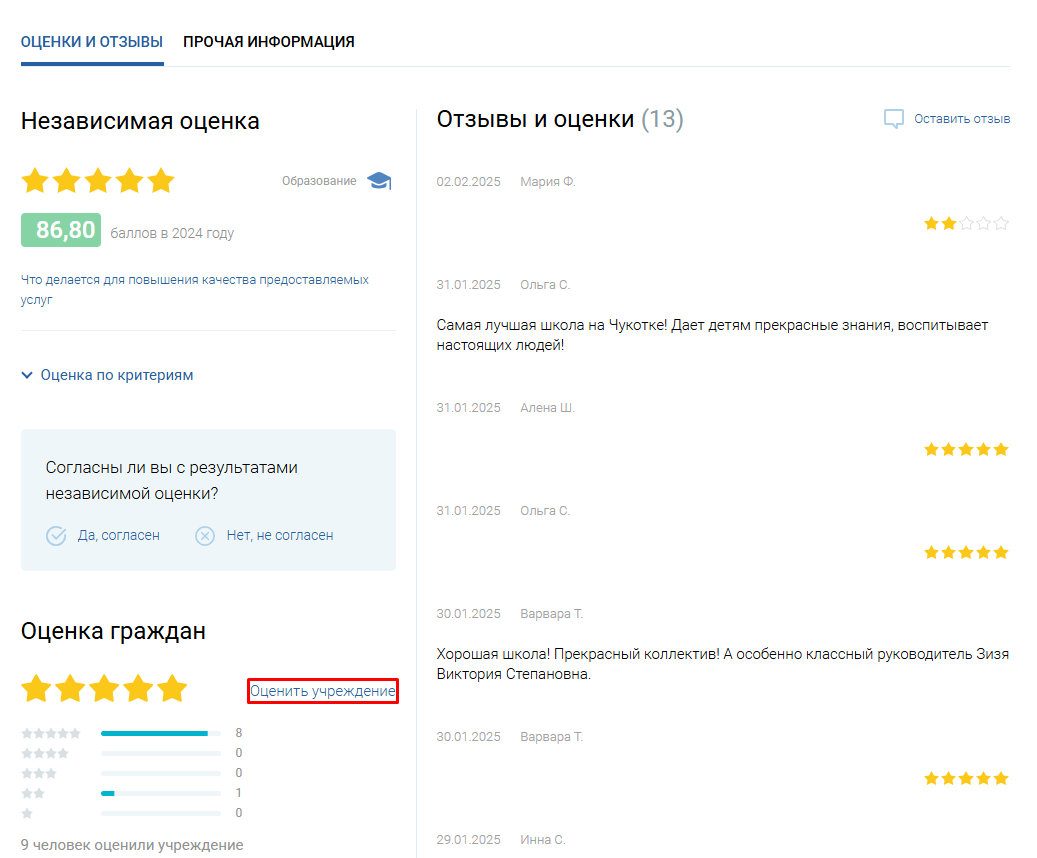 ОЦЕНКИ И ОТЗЫВЫ
ПРОЧАЯ ИНФОРМАЦИЯ
Независимая оценка
Образование
86,80
баллов в 2024 году
Что делается для повышения качества предоставляемых
услуг
Оценка по критериям
Согласны ли вы с результатами
независимой оценки?
Да, согласен
Нет, не согласен
Оценка граждан
Оценить учреждение
8
0
0
1
0
9 человек оценили учреждение
Отзывы и оценки (13)
Оставить отзыв
02.02.2025 Мария Ф.
31.01.2025 Ольга С.
Самая лучшая школа на Чукотке! Дает детям прекрасные знания, воспитывает
настоящих людей!
31.01.2025 Алена Ш.
31.01.2025 Ольга С.
30.01.2025 Варвара Т.
Хорошая школа! Прекрасный коллектив! А особенно классный руководитель Зизя
Виктория Степановна.
30.01.2025 Варвара Т.
29.01.2025 Инна С.